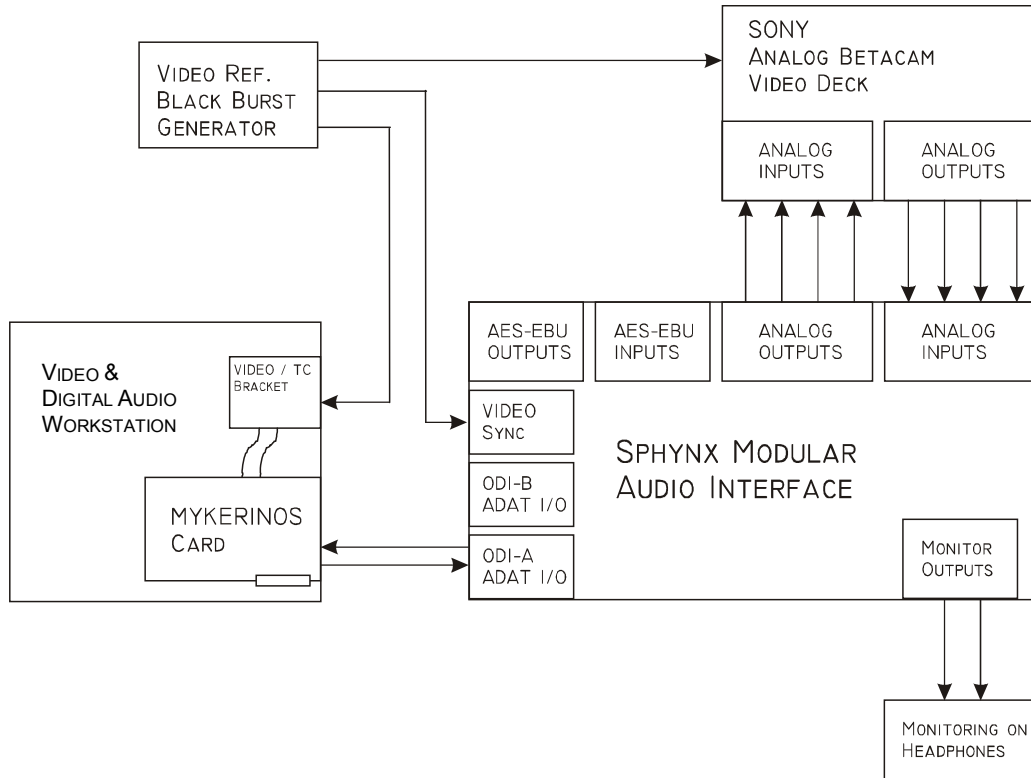 SONY
ANALOG BETACAM
VIDEO DECK
VIDEO REF.
BLACK BURST
GENERATOR
ANALOG
INPUTS
ANALOG
OUTPUTS
AES-EBU
OUTPUTS
AES-EBU
INPUTS
ANALOG
OUTPUTS
ANALOG
INPUTS
VIDEO &
DIGITAL AUDIO
WORKSTATION
VIDEO / TC
BRACKET
VIDEO
SYNC
SPHYNX MODULAR
AUDIO INTERFACE
ODI-B
ADAT I/O
MYKERINOS
CARD
ODI-A
ADAT I/O
MONITOR
OUTPUTS
MONITORING ON
HEADPHONES